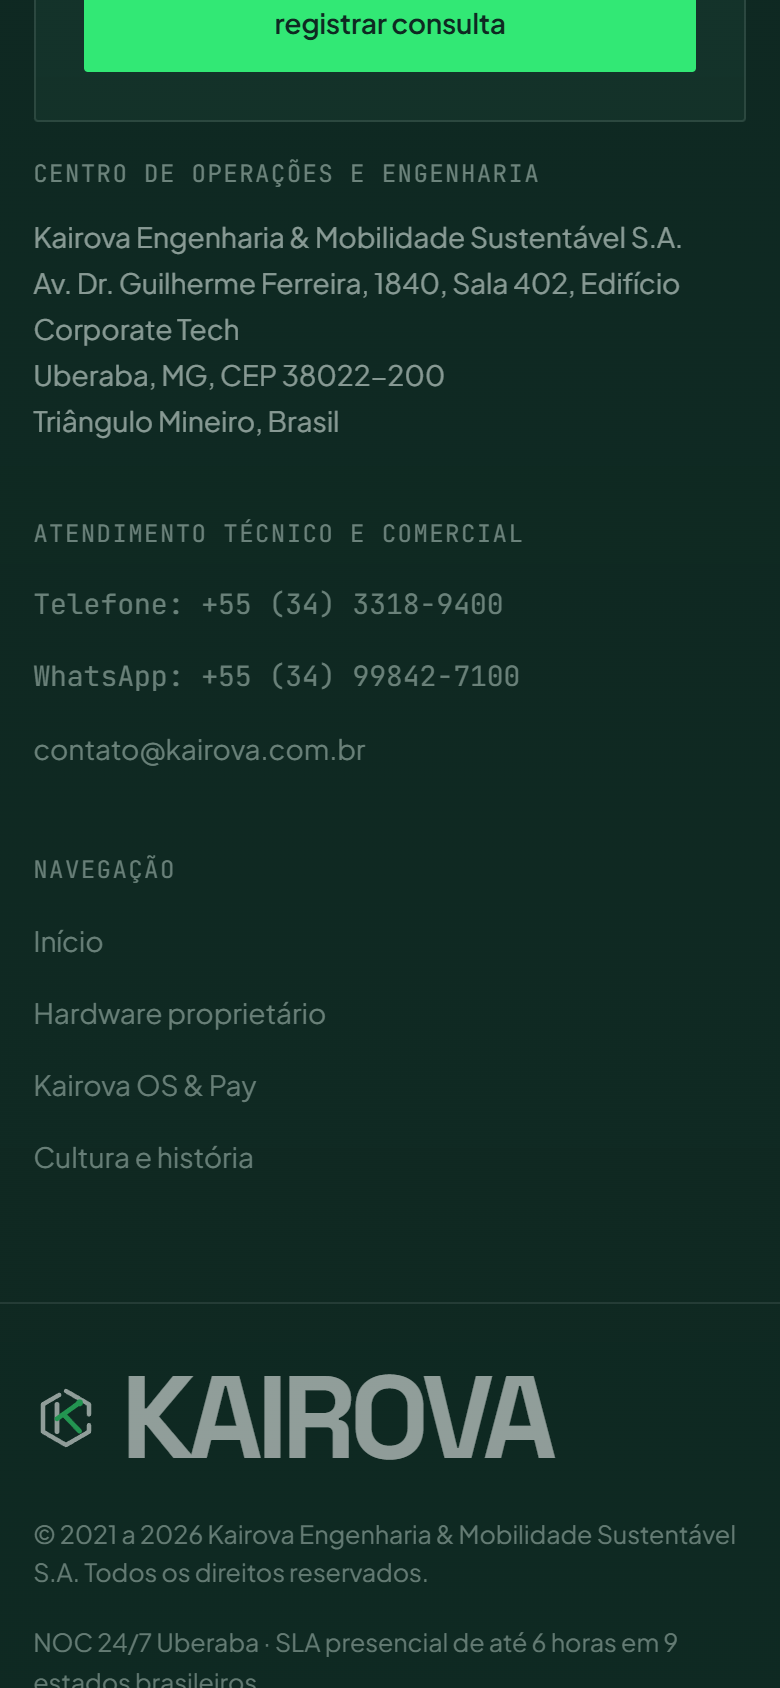 registrar consulta
CENTRO DE OPERAÇÕES E ENGENHARIA
Kairova Engenharia & Mobilidade Sustentável S.A.
Av. Dr. Guilherme Ferreira, 1840, Sala 402, Edifício
Corporate Tech
Uberaba, MG, CEP 38022–200
Triângulo Mineiro, Brasil
ATENDIMENTO TÉCNICO E COMERCIAL
Telefone: +55 (34) 3318-9400
WhatsApp: +55 (34) 99842-7100
contato@kairova.com.br
NAVEGAÇÃO
Início
Hardware proprietário
Kairova OS & Pay
Cultura e história
KAIROVA
© 2021 a 2026 Kairova Engenharia & Mobilidade Sustentável
S.A. Todos os direitos reservados.
NOC 24/7 Uberaba · SLA presencial de até 6 horas em 9
estados brasileiros